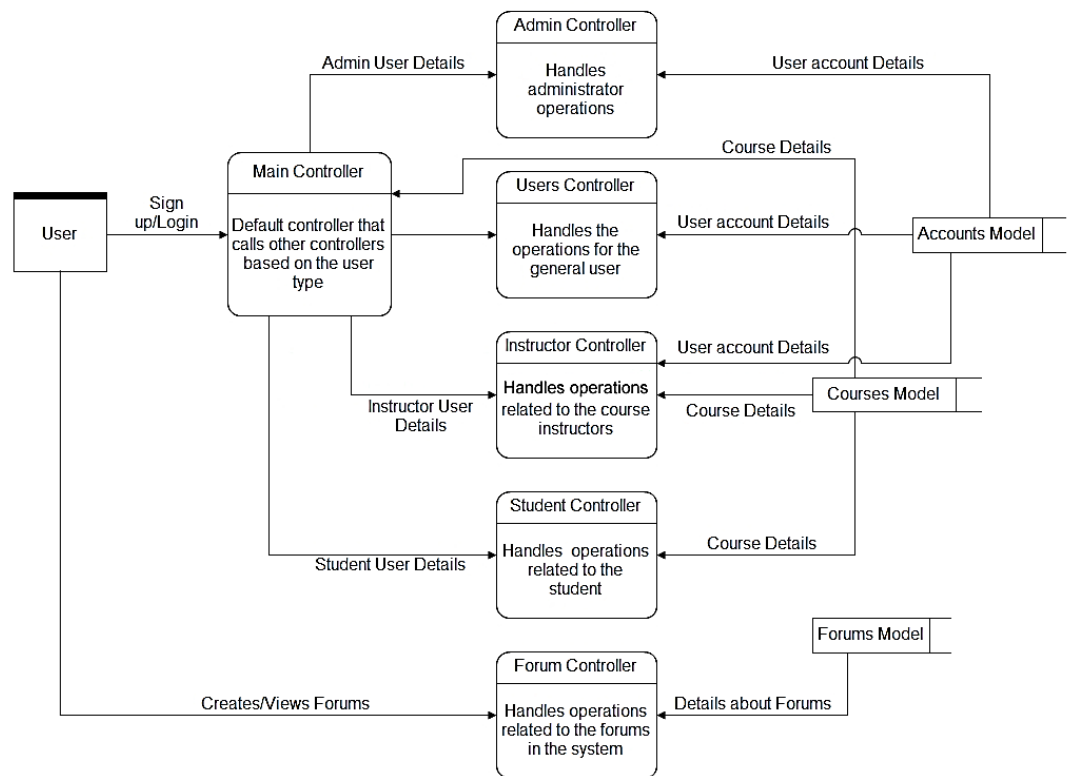 Admin Controller
Handles
administrator
operations
Admin User Details
User account Details
Course Details
Main Controller
Default controller that
calls other controllers
based on the user
type
Users Controller
Handles the
operations for the
general user
User account Details
Accounts Model
User
Sign
up/Login
Instructor Controller
Handles operations
related to the course
instructors
User account Details
Courses Model
Course Details
Instructor User
Details
Student Controller
Handles operations
related to the
student
Course Details
Student User Details
Forums Model
Forum Controller
Handles operations
related to the forums
in the system
Creates/Views Forums
Details about Forums